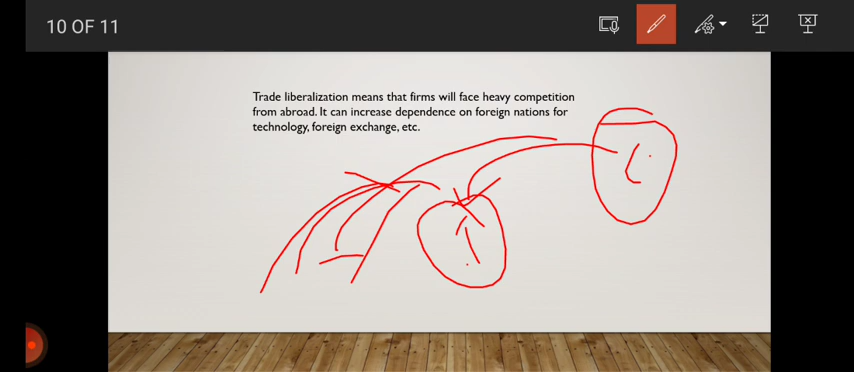 10 OF 11
Trade liberalization means that firms will face heavy competition
from abroad. It can increase dependence on foreign nations for
technology, foreign exchange, etc.